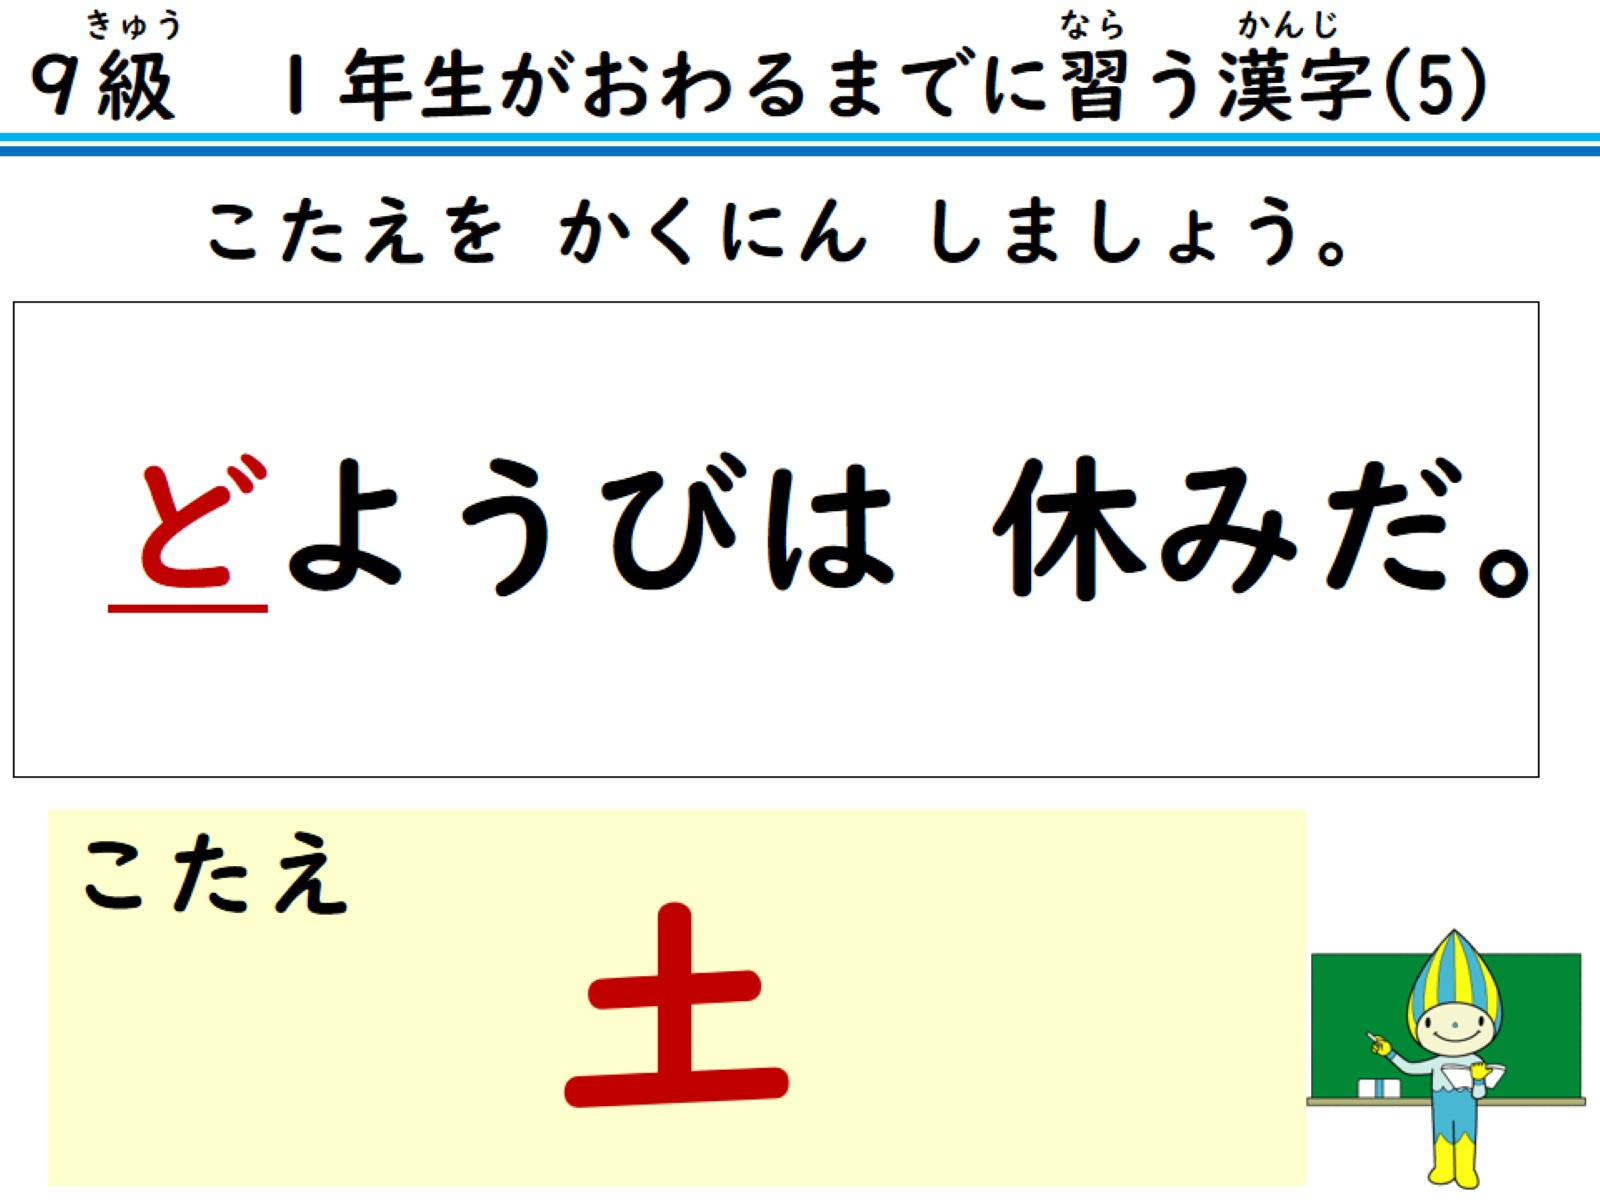 きゅう なら かんじ
９級　１年生がおわるまでに習う漢字(5)
こたえを かくにん しましょう。
どようびは 休みだ。
こたえ
土